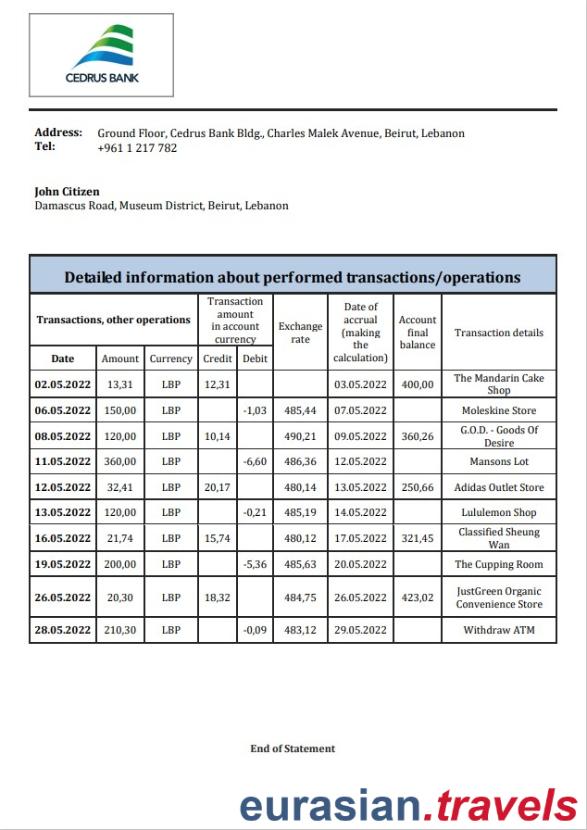 CEDRUS BANK
Address: Ground Floor, Cedrus Bank Bldg., Charles Malek Avenue, Beirut, Lebanon
Tel: +961 1 217 782
John Citizen
Damascus Road, Museum District, Beirut, Lebanon
Detailed information about performed transactions/operations
Transactions, other operations
Transaction
amount
in account
currency
Exchange
rate
Date of
accrual
(making
the
calculation)
Account
final
balance
Transaction details
Date Amount Currency Credit Debit
02.05.2022 13,31 LBP 12,31 03.05.2022 400,00 The Mandarin Cake
Shop
06.05.2022 150,00 LBP -1,03 485,44 07.05.2022 Moleskine Store
08.05.2022 120,00 LBP 10,14 490,21 09.05.2022 360,26 G.O.D. - Goods Of
Desire
11.05.2022 360,00 LBP -6,60 486,36 12.05.2022 Mansons Lot
12.05.2022 32,41 LBP 20,17 480,14 13.05.2022 250,66 Adidas Outlet Store
13.05.2022 120,00 LBP -0,21 485,19 14.05.2022 Lululemon Shop
16.05.2022 21,74 LBP 15,74 480,12 17.05.2022 321,45 Classified Sheung
Wan
19.05.2022 200,00 LBP -5,36 485,63 20.05.2022 The Cupping Room
26.05.2022 20,30 LBP 18,32 484,75 26.05.2022 423,02 JustGreen Organic
Convenience Store
28.05.2022 210,30 LBP -0,09 483,12 29.05.2022 Withdraw ATM
End of Statement
eurasian.travels